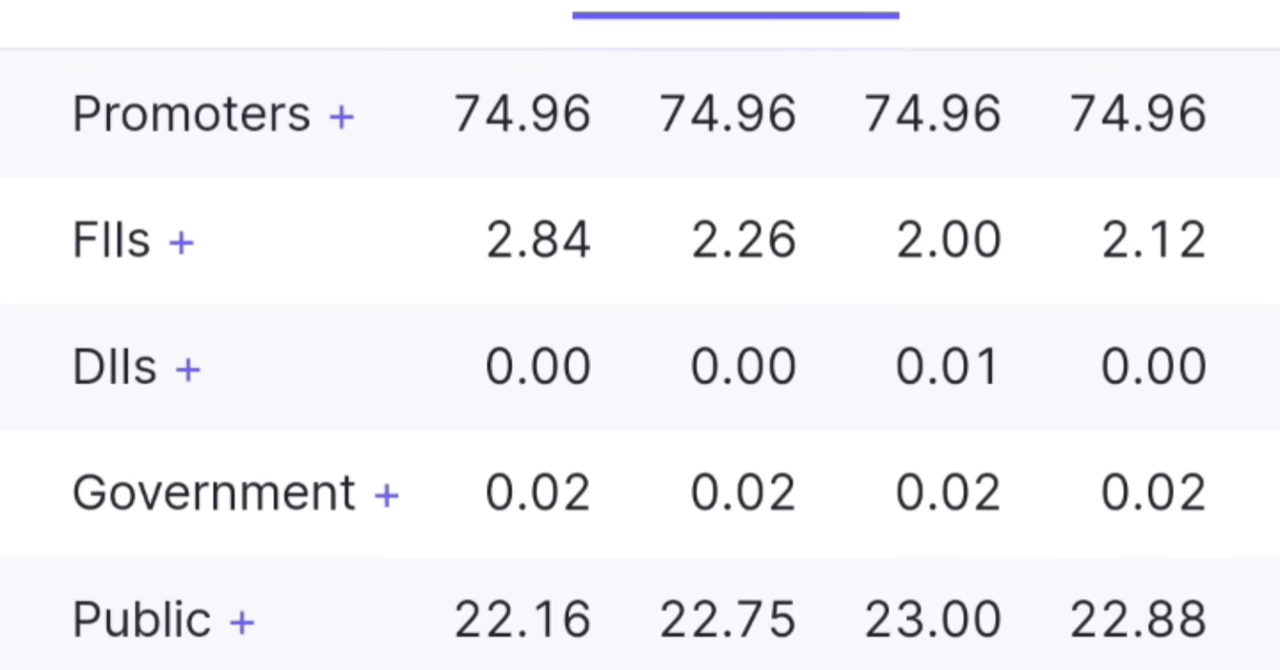 Promoters + 74.96 74.96 74.96 74.96
FIIs + 2.84 2.26 2.00 2.12
DIIs + 0.00 0.00 0.01 0.00
Government + 0.02 0.02 0.02 0.02
Public + 22.16 22.75 23.00 22.88